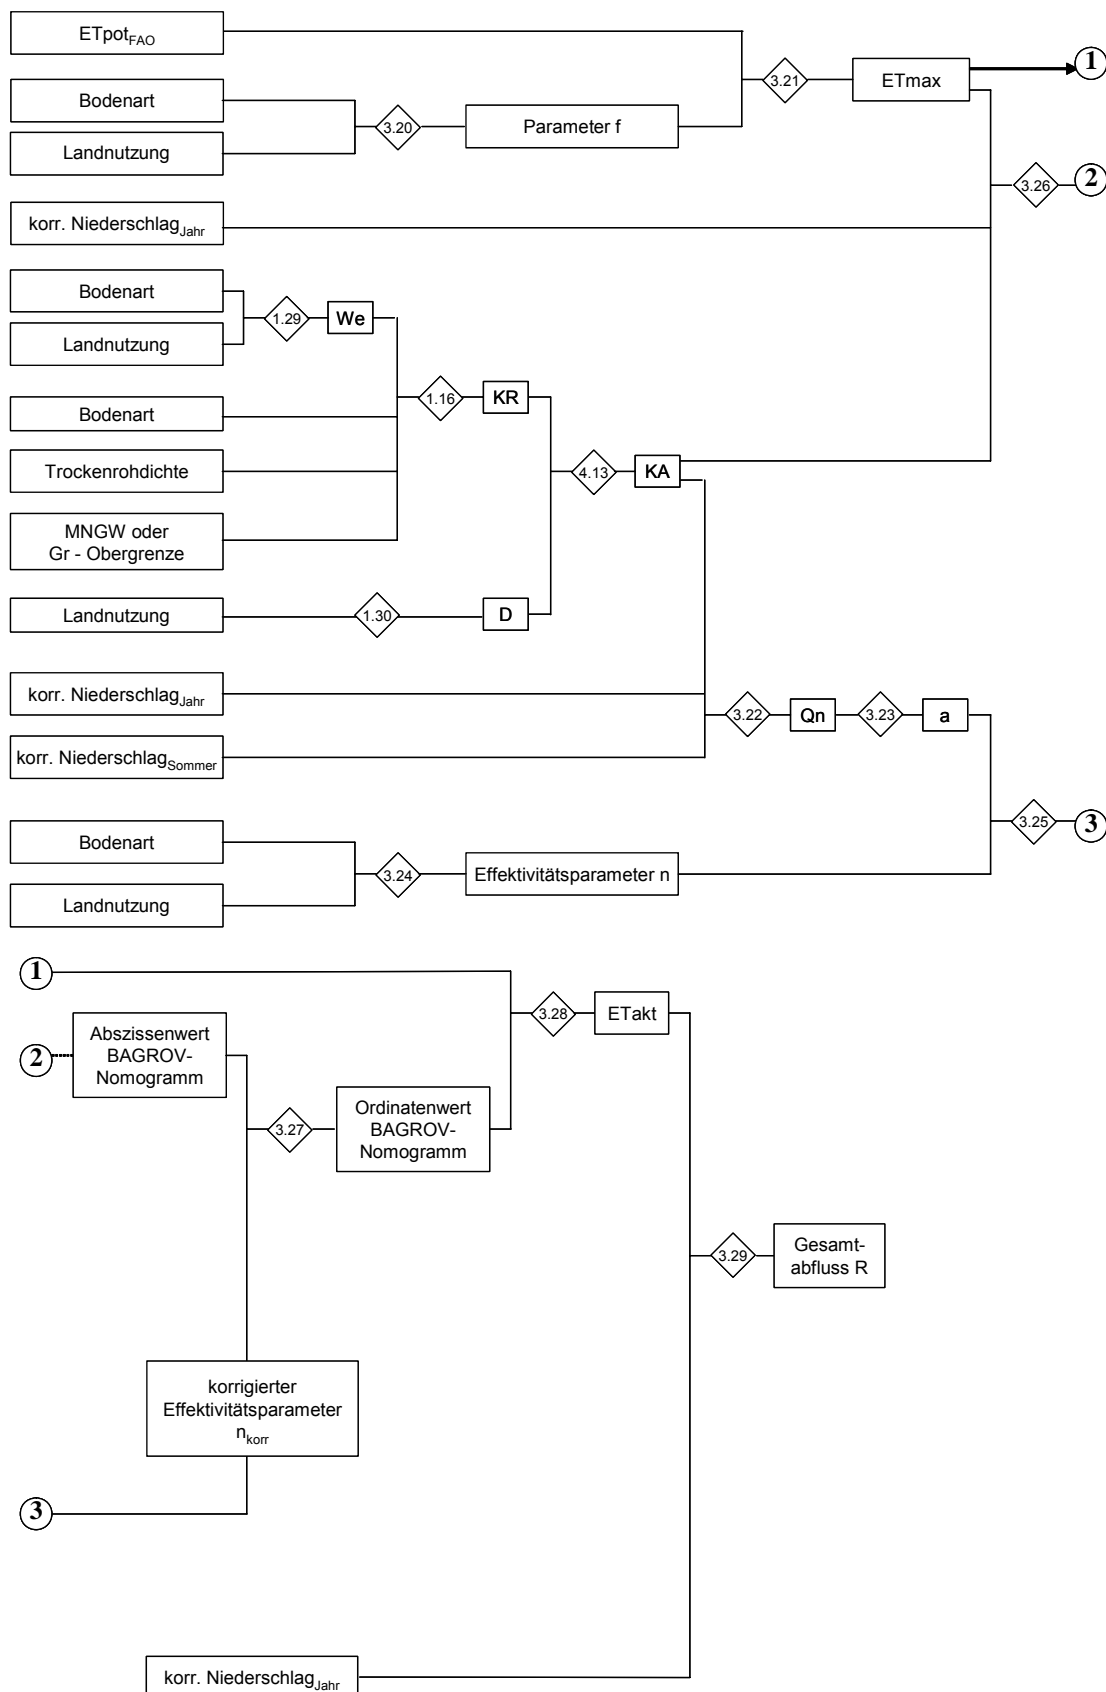 ETpotFAO
1
3.21
ETmax
Bodenart
3.20
Parameter f
Landnutzung
2
3.26
korr. NiederschlagJahr
Bodenart
1.29
We
Landnutzung
1.16
KR
Bodenart
Trockenrohdichte
4.13
KA
MNGW oder
Gr - Obergrenze
Landnutzung
1.30
D
korr. NiederschlagJahr
3.22
Qn
3.23
a
korr. NiederschlagSommer
3.25
3
Bodenart
3.24
Effektivitätsparameter n
Landnutzung
1
3.28
ETakt
2
Abszissenwert
BAGROV-
Nomogramm
3.27
Ordinatenwert
BAGROV-
Nomogramm
3.29
Gesamt-
abfluss R
korrigierter
Effektivitätsparameter
nkorr
3
korr. NiederschlagJahr